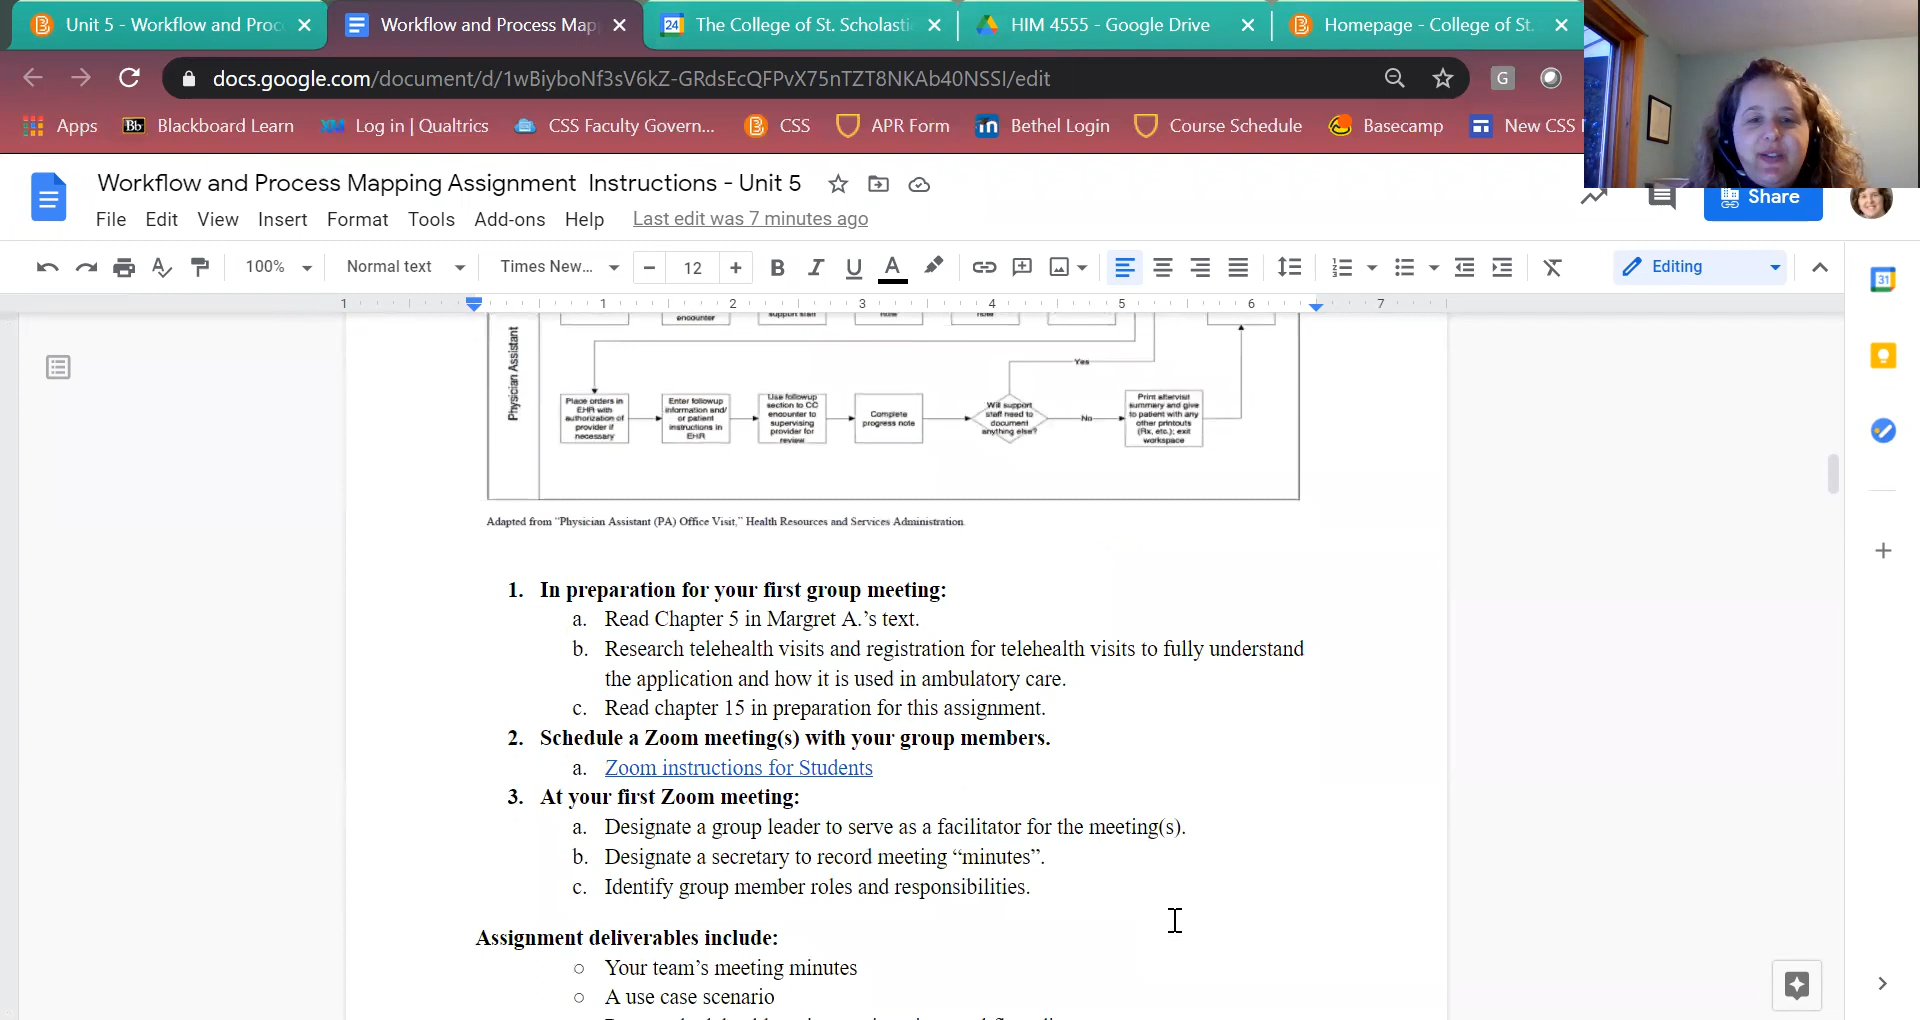 Unit 5 - Workflow and Proc
Workflow and Process Map
The College of St. Scholasti
HIM 4555 - Google Drive
Homepage - College of St.
docs.google.com/document/d/1wBiyboNf3sV6kZ-GRdsEcQFPvX75nTZT8NKAb40NSSI/edit
Apps
Blackboard Learn
Log in | Qualtrics
CSS Faculty Govern...
CSS
APR Form
Bethel Login
Course Schedule
Basecamp
New CSS
Workflow and Process Mapping Assignment Instructions - Unit 5
Share
File Edit View Insert Format Tools Add-ons Help Last edit was 7 minutes ago
100% Normal text Times New... 12 Editing
1 1 2 3 4 5 6 7
encounter
support staff
Physician Assistant
Yes
Place orders in
EHR with
authorization of
provider if
necessary
Enter followup
information and/
or patient
instructions in
EHR
Use followup
section to CC
encounter to
supervising
provider for
review
Complete
progress note
Will support
staff need to
document
anything else?
No
Print aftervisit
summary and give
to patient with any
other printouts
(Rx, etc.); exit
workspace
Adapted from "Physician Assistant (PA) Office Visit," Health Resources and Services Administration.
1. In preparation for your first group meeting:
a. Read Chapter 5 in Margret A.'s text.
b. Research telehealth visits and registration for telehealth visits to fully understand
the application and how it is used in ambulatory care.
c. Read chapter 15 in preparation for this assignment.
2. Schedule a Zoom meeting(s) with your group members.
a. Zoom instructions for Students
3. At your first Zoom meeting:
a. Designate a group leader to serve as a facilitator for the meeting(s).
b. Designate a secretary to record meeting “minutes”.
c. Identify group member roles and responsibilities.
Assignment deliverables include:
Your team’s meeting minutes
A use case scenario